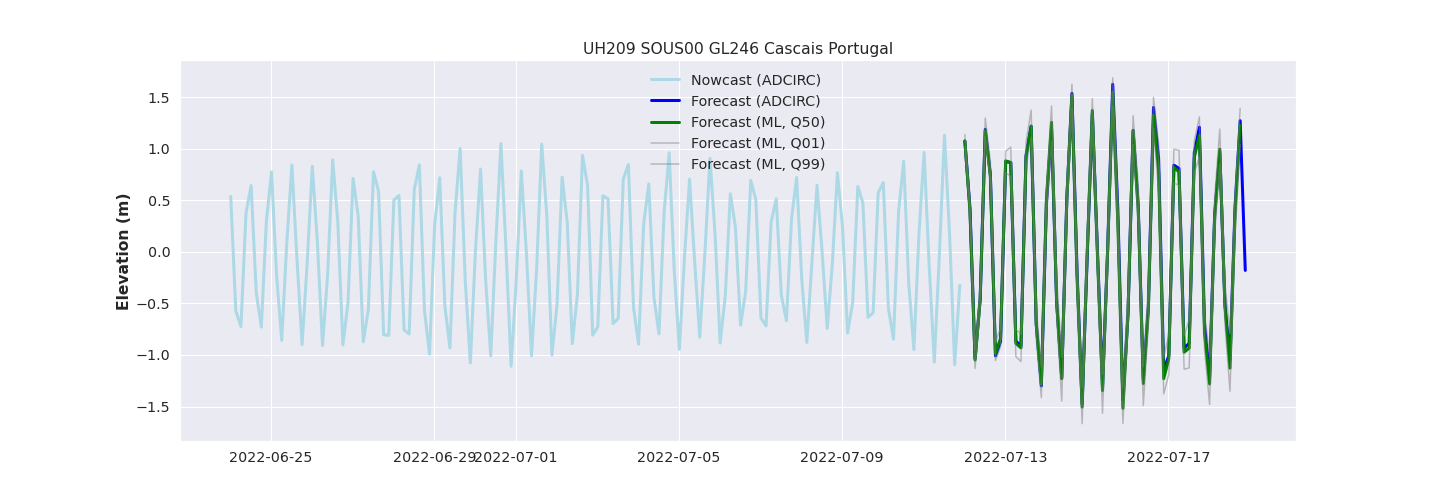 UH209 SOUS00 GL246 Cascais Portugal
Nowcast (ADCIRC)
Forecast (ADCIRC)
Forecast (ML, Q50)
Forecast (ML, Q01)
Forecast (ML, Q99)
Elevation (m)
1.5
1.0
0.5
0.0
−0.5
−1.0
−1.5
2022-06-25
2022-06-29
2022-07-01
2022-07-05
2022-07-09
2022-07-13
2022-07-17